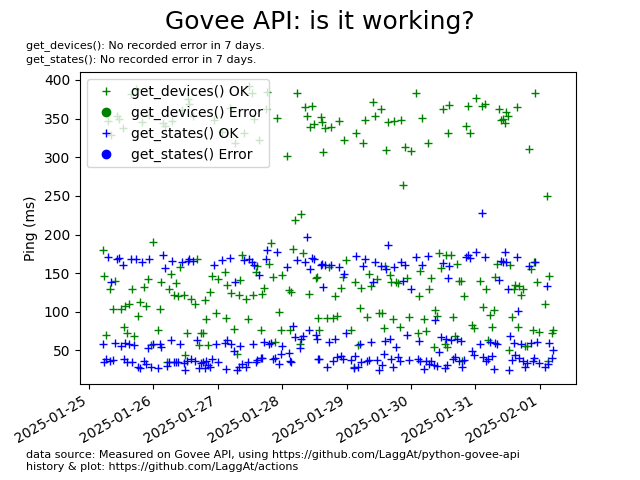 Govee API: is it working?
get_devices(): No recorded error in 7 days.
get_states(): No recorded error in 7 days.
get_devices() OK
get_devices() Error
get_states() OK
get_states() Error
Ping (ms)
400
350
300
250
200
150
100
50
2025-01-25
2025-01-26
2025-01-27
2025-01-28
2025-01-29
2025-01-30
2025-01-31
2025-02-01
data source: Measured on Govee API, using https://github.com/LaggAt/python-govee-api
history & plot: https://github.com/LaggAt/actions